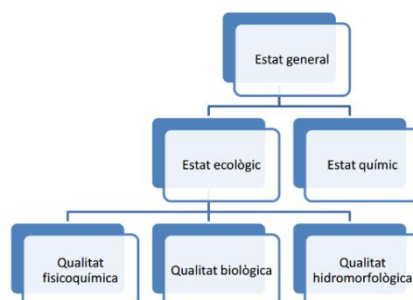 Estat general
Estat ecològic
Estat químic
Qualitat
fisicoquímica
Qualitat biològica
Qualitat
hidromorfològica